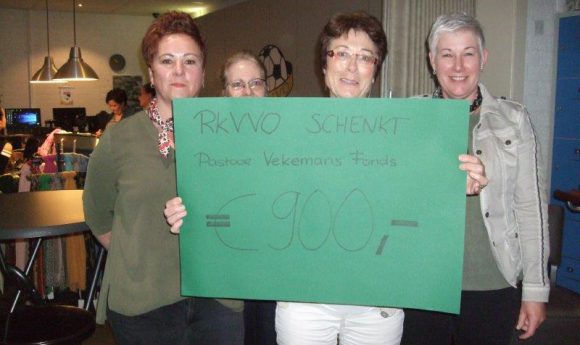 RKVVO SCHENKT
Pastoor Vekemans Fonds
€900,-